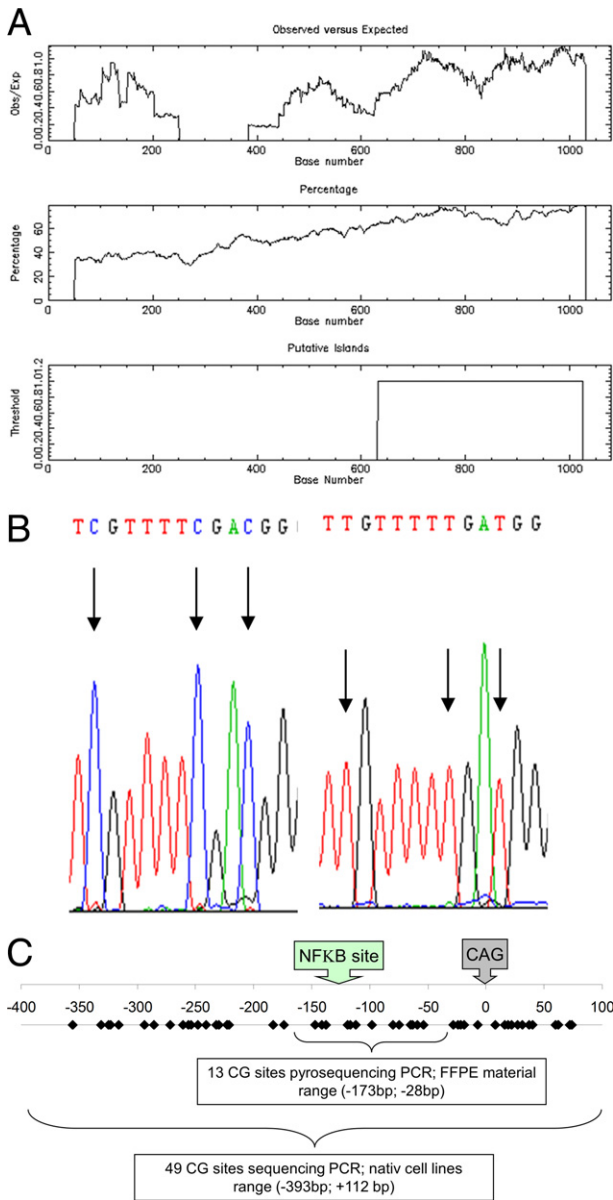 A
Observed versus Expected
Obs/Exp
0.00.20.40.60.81.0
0 200 400 600 800 1000
Base number
Percentage
Percentage
0 20 40 60
0 200 400 600 800 1000
Base number
Putative Islands
Threshold
0.00.20.40.60.81.01.2
0 200 400 600 800 1000
Base Number
B
TCGTTTTCGACGG TTGTTTTTGATGG
C
NFKB site CAG
-400 -350 -300 -250 -200 -150 -100 -50 0 50 100
13 CG sites pyrosequencing PCR; FFPE material
range (-173bp; -28bp)
49 CG sites sequencing PCR; nativ cell lines
range (-393bp; +112 bp)